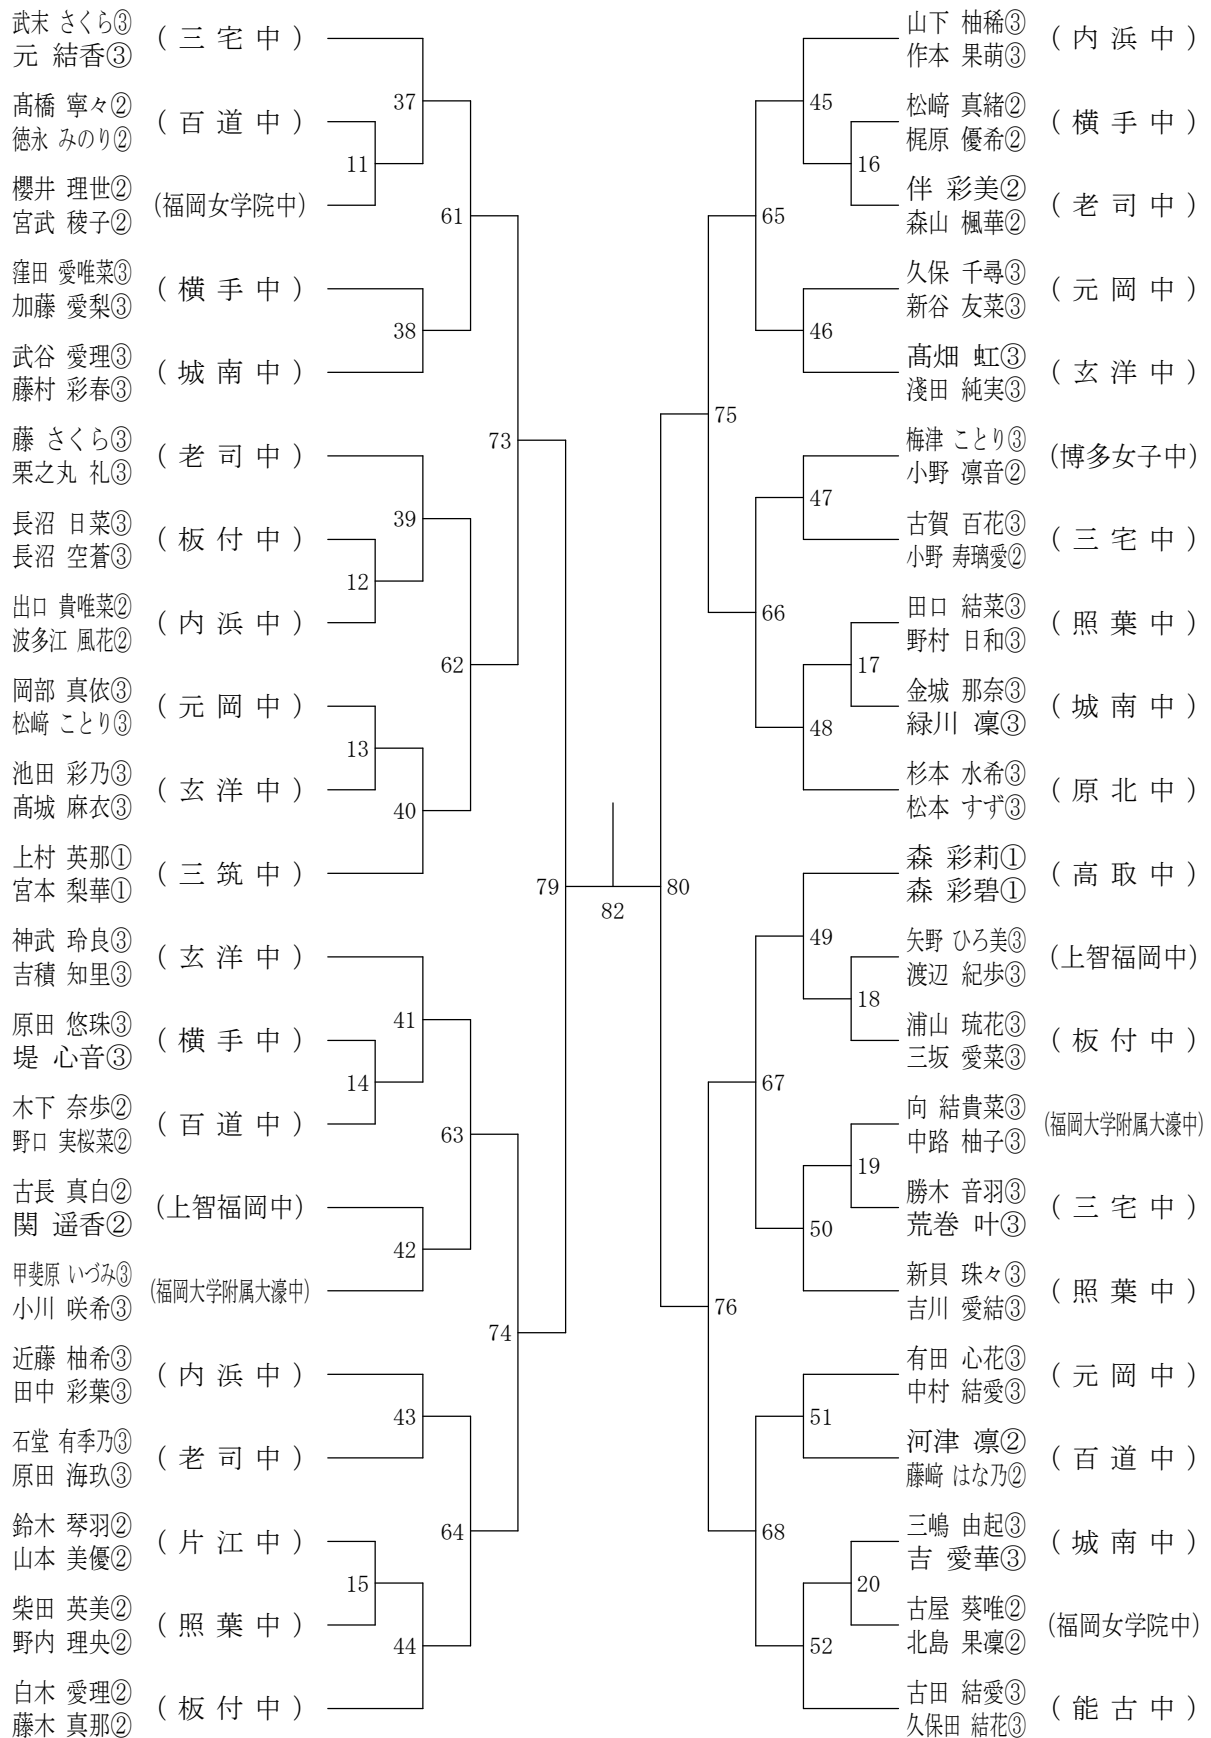 武末 さくら③
元 結香③
(三宅中)
髙橋 寧々②
徳永 みのり②
(百道中)
櫻井 理世②
宮武 稜子②
(福岡女学院中)
窪田 愛唯菜③
加藤 愛梨③
(横手中)
武谷 愛理③
藤村 彩春③
(城南中)
藤 さくら③
栗之丸 礼③
(老司中)
長沼 日菜③
長沼 空蒼③
(板付中)
出口 貴唯菜②
波多江 風花②
(内浜中)
岡部 真依③
松﨑 ことり③
(元岡中)
池田 彩乃③
髙城 麻衣③
(玄洋中)
上村 英那①
宮本 梨華①
(三筑中)
神武 玲良③
吉積 知里③
(玄洋中)
原田 悠珠③
堤 心音③
(横手中)
木下 奈歩②
野口 実桜菜②
(百道中)
古長 真白②
関 遥香②
(上智福岡中)
甲斐原 いづみ③
小川 咲希③
(福岡大学附属大濠中)
近藤 柚希③
田中 彩葉③
(内浜中)
石堂 有季乃③
原田 海玖③
(老司中)
鈴木 琴羽②
山本 美優②
(片江中)
柴田 英美②
野内 理央②
(照葉中)
白木 愛理②
藤木 真那②
(板付中)
11
12
13
14
15
37
38
39
40
41
42
43
44
61
62
63
64
73
74
79
82
80
75
76
65
66
67
68
45
46
47
48
49
50
51
52
16
17
18
19
20
山下 柚稀③
作本 果萌③
(内浜中)
松﨑 真緒②
梶原 優希②
(横手中)
伴 彩美②
森山 楓華②
(老司中)
久保 千尋③
新谷 友菜③
(元岡中)
髙畑 虹③
淺田 純実③
(玄洋中)
梅津 ことり③
小野 凛音②
(博多女子中)
古賀 百花③
小野 寿璃愛②
(三宅中)
田口 結菜③
野村 日和③
(照葉中)
金城 那奈③
緑川 凜③
(城南中)
杉本 水希③
松本 すず③
(原北中)
森 彩莉①
森 彩碧①
(高取中)
矢野 ひろ美③
渡辺 紀歩③
(上智福岡中)
浦山 琉花③
三坂 愛菜③
(板付中)
向 結貴菜③
中路 柚子③
(福岡大学附属大濠中)
勝木 音羽③
荒巻 叶③
(三宅中)
新貝 珠々③
吉川 愛結③
(照葉中)
有田 心花③
中村 結愛③
(元岡中)
河津 凛②
藤﨑 はな乃②
(百道中)
三嶋 由起③
吉 愛華③
(城南中)
古屋 葵唯②
北島 果凜②
(福岡女学院中)
古田 結愛③
久保田 結花③
(能古中)